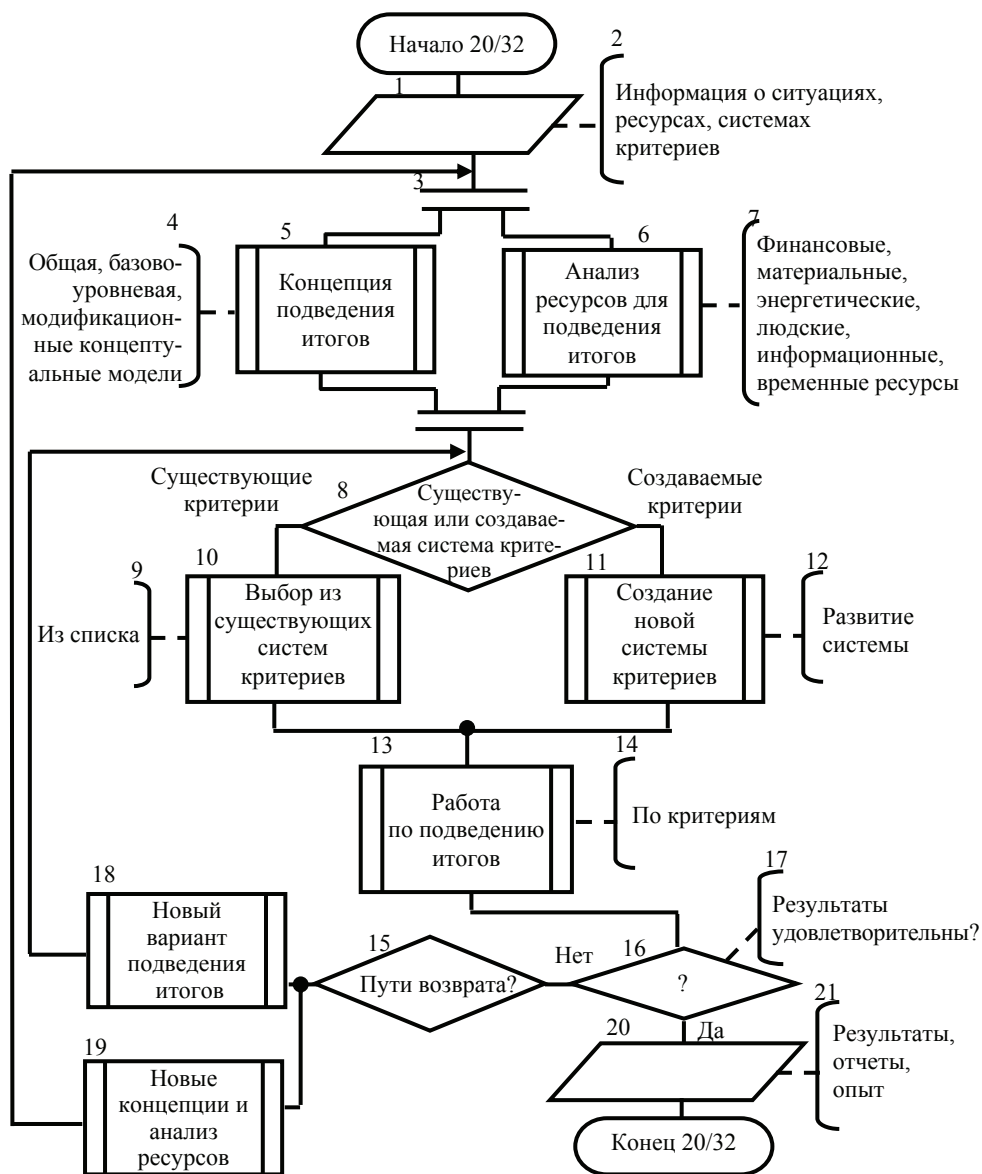 Начало 20/32
1
2
Информация о ситуациях,
ресурсах, системах
критериев
3
4
Общая, базово-
уровневая,
модификацион-
ные концепту-
альные модели
5
Концепция
подведения
итогов
6
Анализ
ресурсов для
подведения
итогов
7
Финансовые,
материальные,
энергетические,
людские,
информационные,
временные ресурсы
Существующие
критерии
8
Существу-
ющая или создавае-
мая система крите-
риев
Создаваемые
критерии
9
Из списка
10
Выбор из
существующих
систем
критериев
11
Создание
новой
системы
критериев
12
Развитие
системы
13
Работа
по подведению
итогов
14
По критериям
15
Пути возврата?
Нет
16
?
17
Результаты
удовлетворительны?
18
Новый
вариант
подведения
итогов
19
Новые
концепции и
анализ
ресурсов
Да
20
21
Результаты,
отчеты,
опыт
Конец 20/32